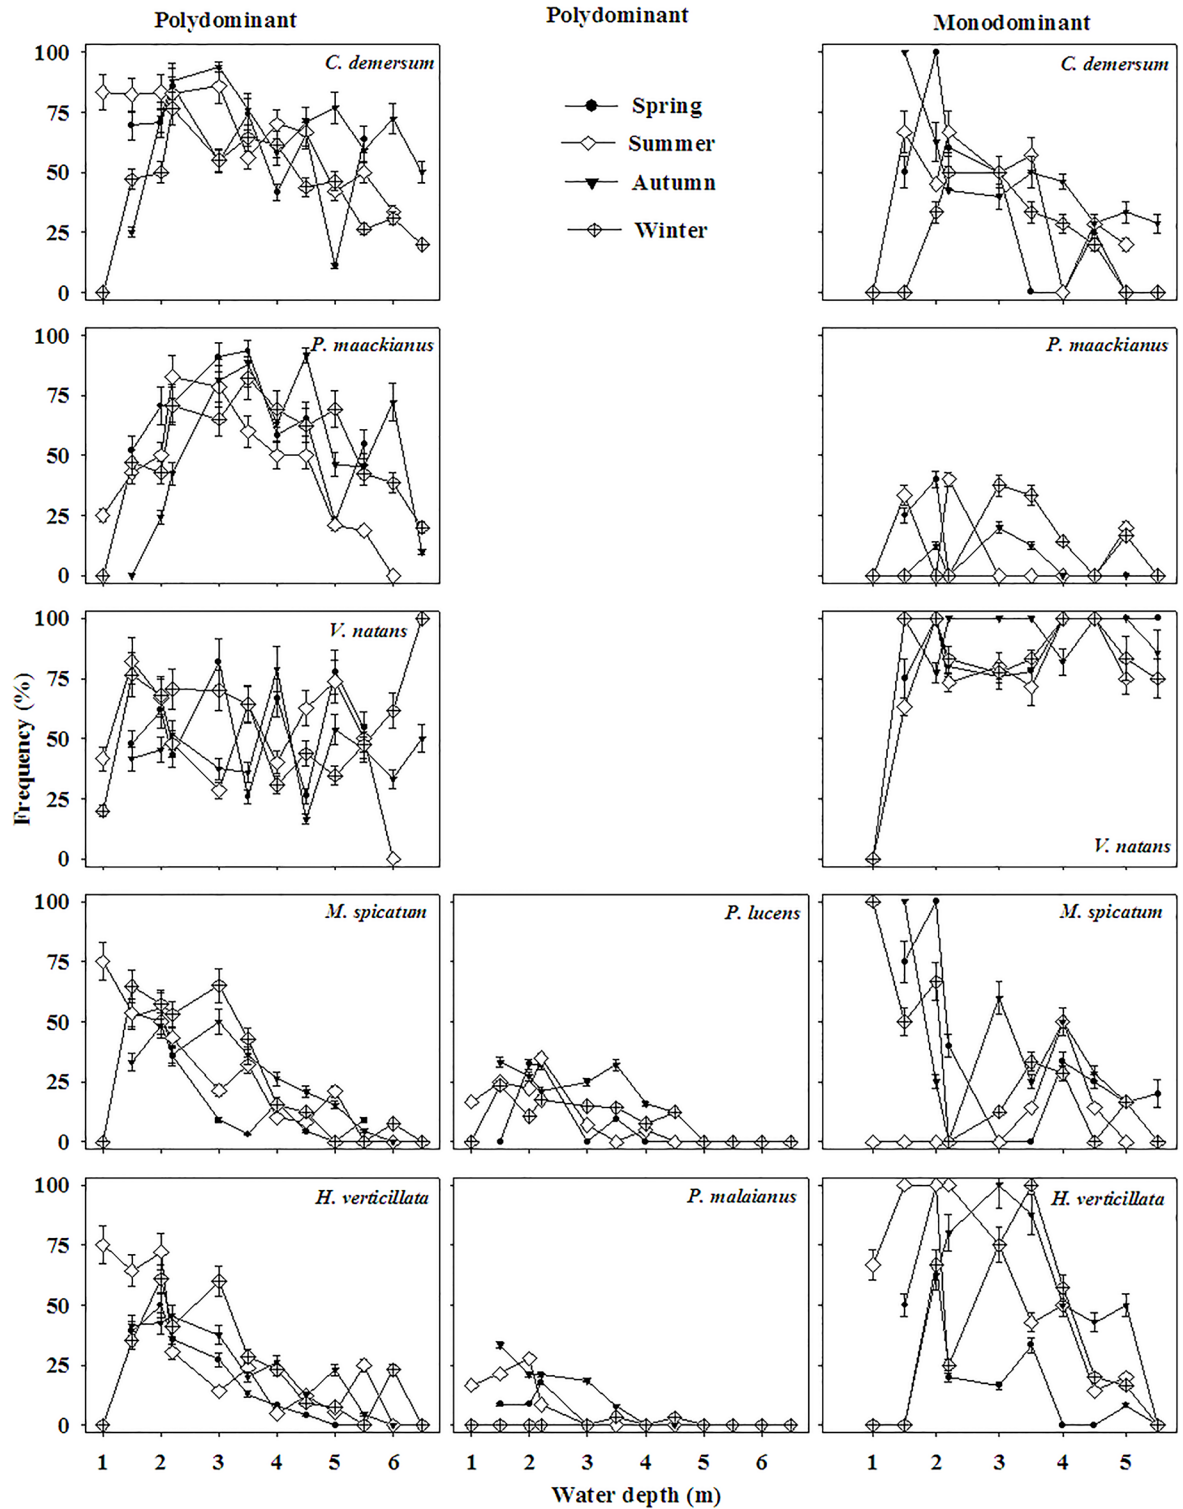 Polydominant
Polydominant
Monodominant
100
75
50
25
0
C. demersum
Spring
Summer
Autumn
Winter
C. demersum
100
75
50
25
0
P. maackianus
P. maackianus
Frequency (%)
100
75
50
25
0
V. natans
V. natans
100
75
50
25
0
M. spicatum
P. lucens
M. spicatum
100
75
50
25
0
H. verticillata
P. malaianus
H. verticillata
1 2 3 4 5 6
1 2 3 4 5 6
1 2 3 4 5
Water depth (m)